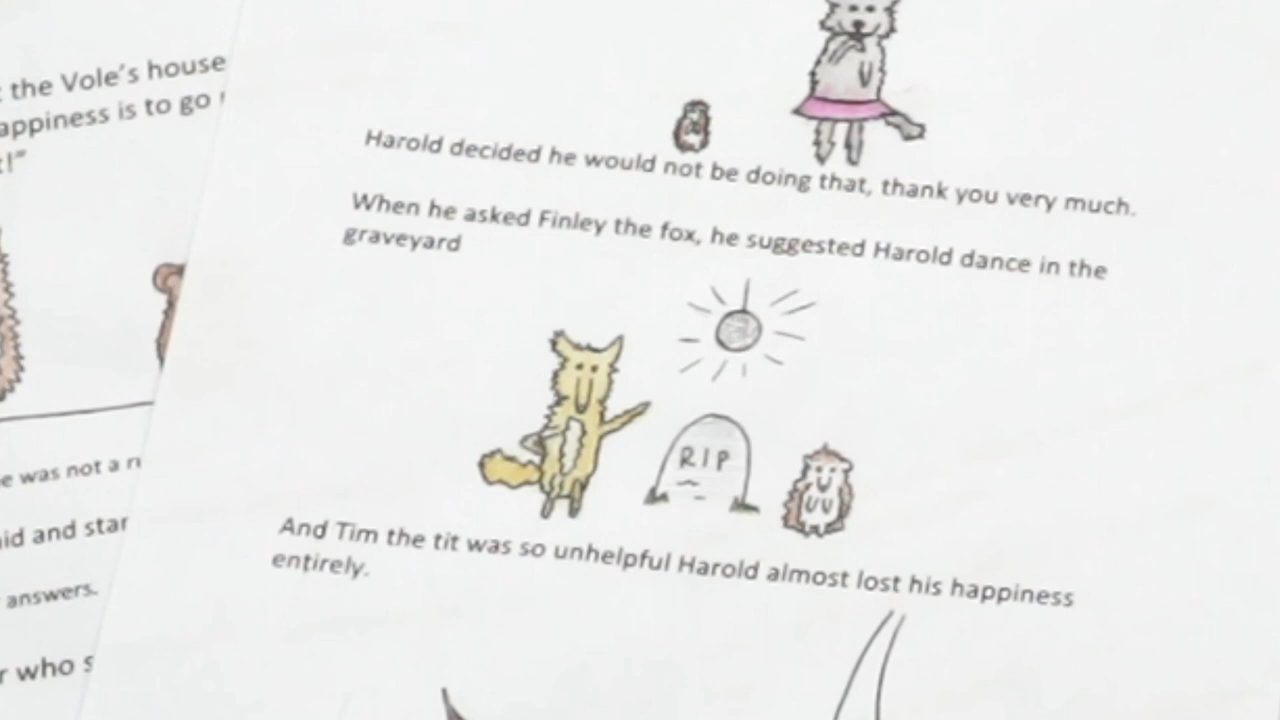 the Vole's house
appiness is to go
!"
e was not a
id and star
answers.
who s
Harold decided he would not be doing that, thank you very much.
When he asked Finley the fox, he suggested Harold dance in the
graveyard
RIP
And Tim the tit was so unhelpful Harold almost lost his happiness
entirely.